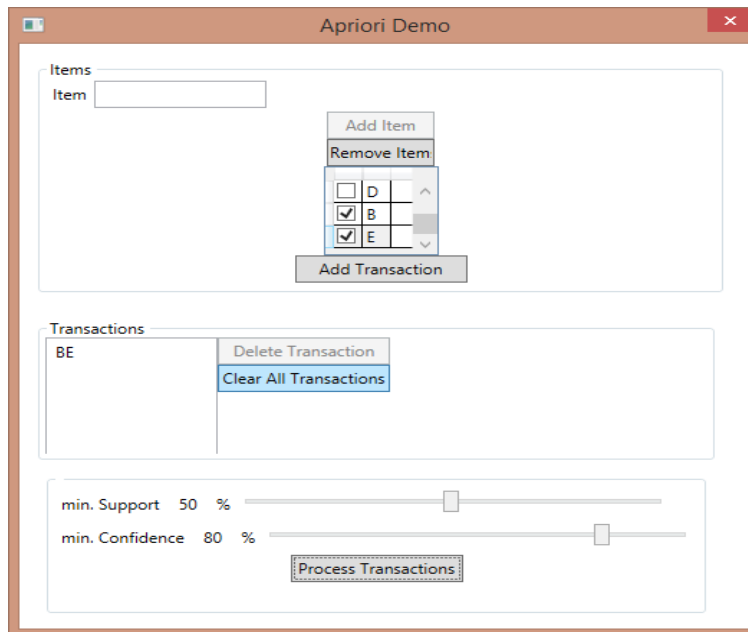 Apriori Demo
Items
Item
Add Item
Remove Item
D
B
E
Add Transaction
Transactions
BE
Delete Transaction
Clear All Transactions
min. Support 50 %
min. Confidence 80 %
Process Transactions